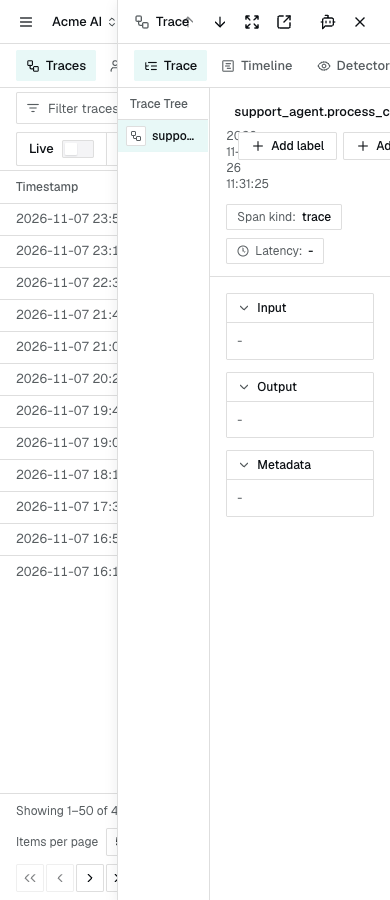 Acme AI
Trace
Traces
Trace
Timeline
Detector
Filter traces
Trace Tree
suppo...
support_agent.process_c
11-
26
11:31:25
Add label
Ad
Live
Span kind: trace
Latency: -
Timestamp
2026-11-07 23:5
2026-11-07 23:1
2026-11-07 22:3
2026-11-07 21:4
2026-11-07 21:0
2026-11-07 20:2
2026-11-07 19:4
2026-11-07 19:0
2026-11-07 18:1
2026-11-07 17:3
2026-11-07 16:5
2026-11-07 16:1
Input
-
Output
-
Metadata
-
Showing 1–50 of 4
Items per page